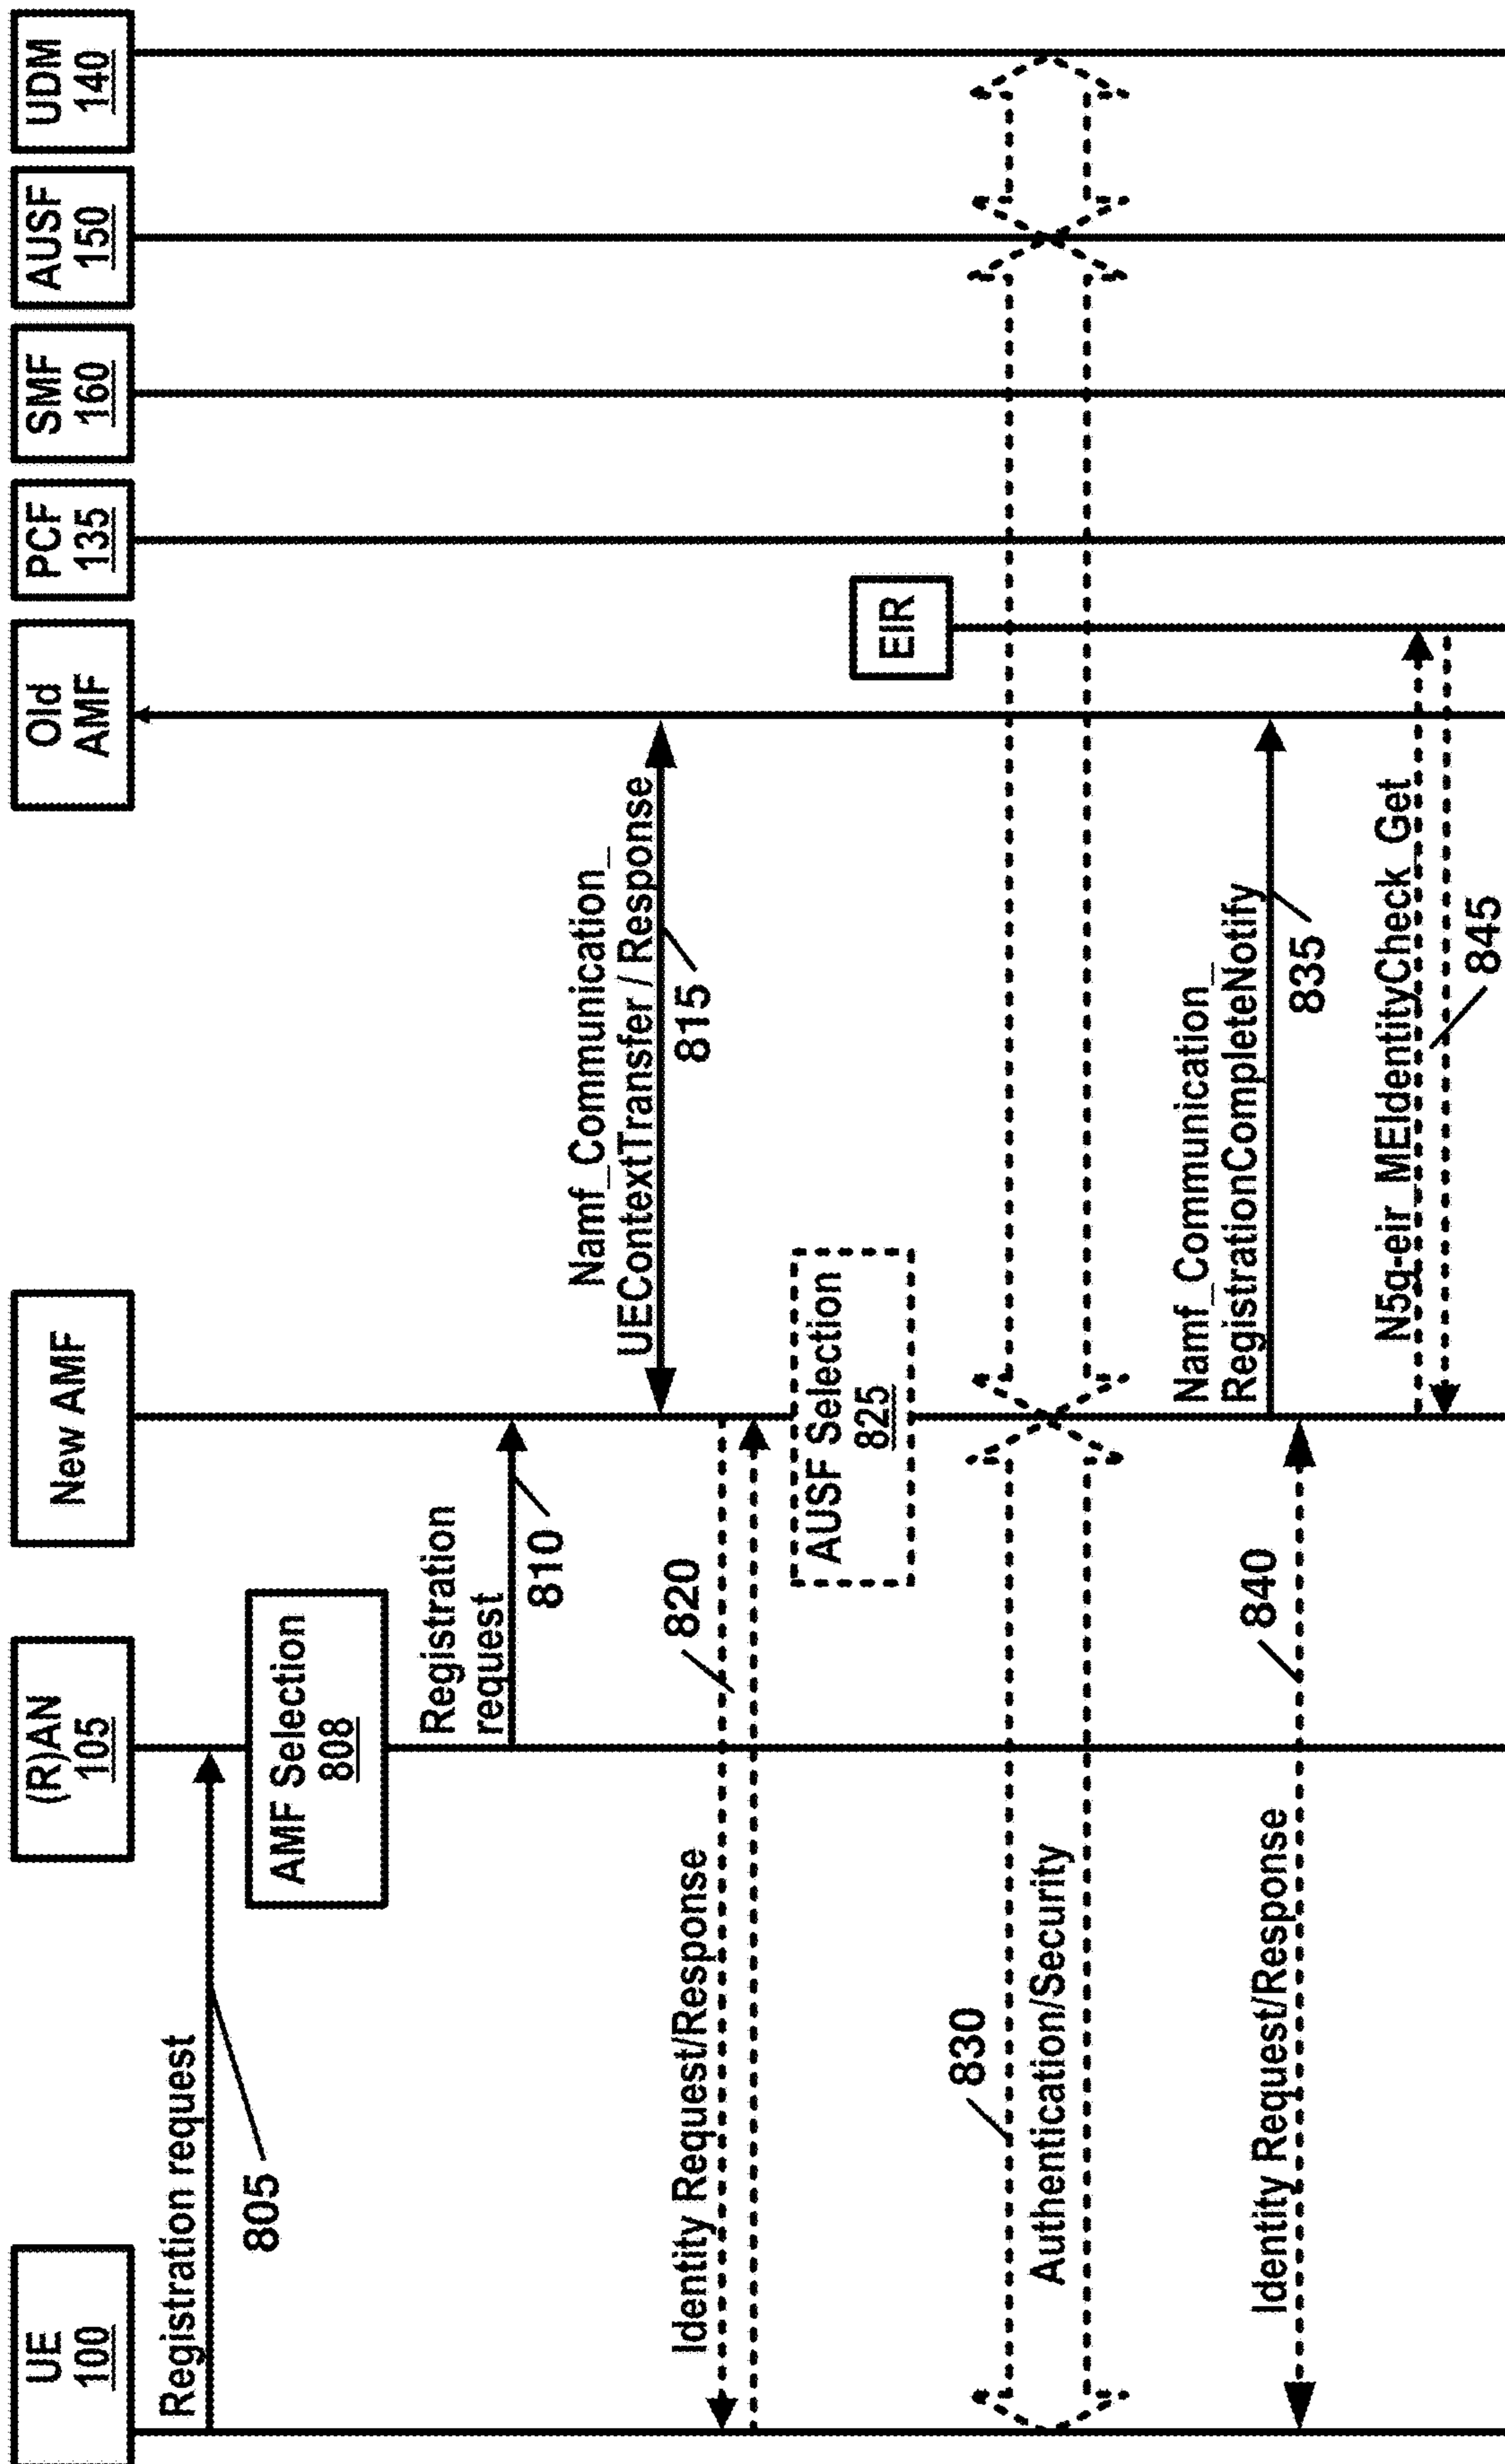 UE
100
(R)AN
105
New AMF
Old
AMF
PCF
135
SMF
160
AUSF
150
UDM
140
Registration request
805
AMF Selection
808
Registration
request
810
Namf_Communication_
UEContextTransfer / Response
815
Identity Request/Response
820
AUSF Selection
825
EIR
830
Authentication/Security
Namf_Communication_
RegistrationCompleteNotify
835
Identity Request/Response
840
N5g-eir_MEIdentityCheck_Get
845